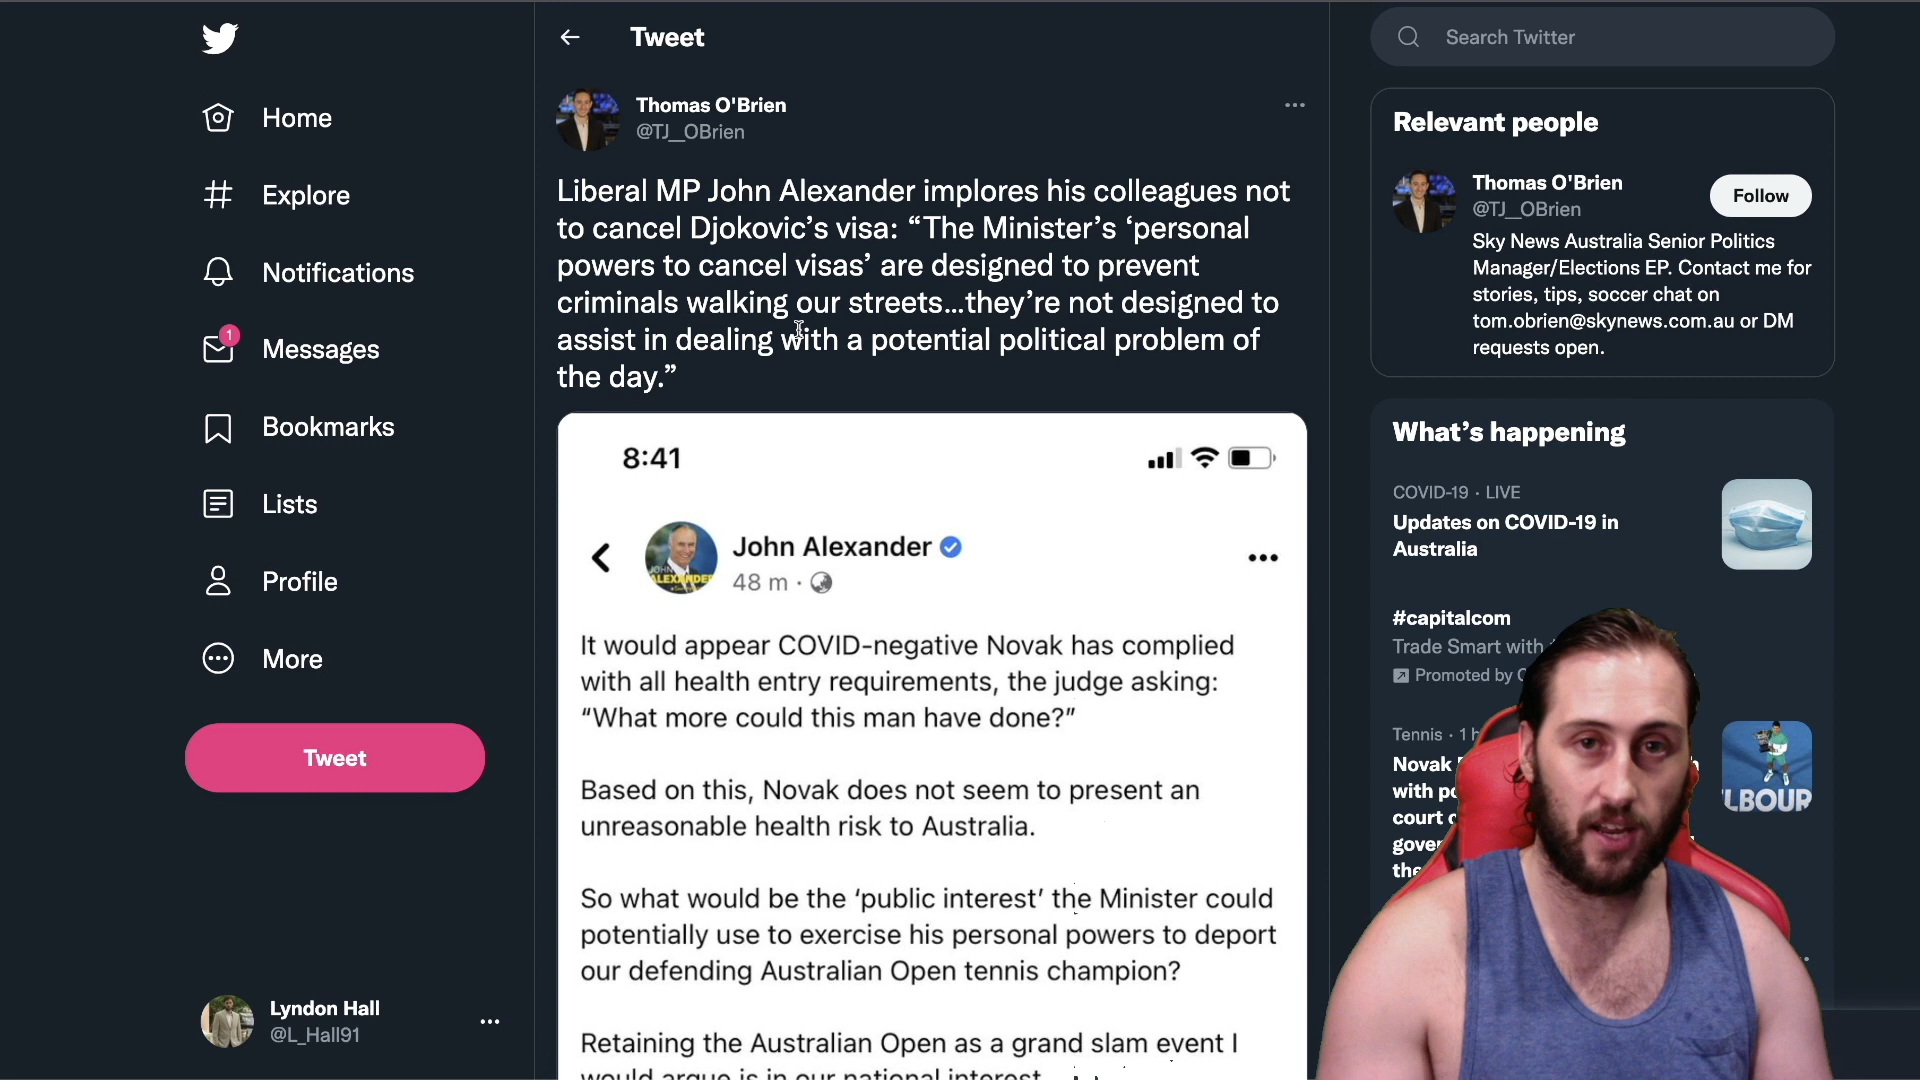 Home
Explore
Notifications
1
Messages
Bookmarks
Lists
Profile
More
Tweet
Lyndon Hall
@L_Hall91
Tweet
Thomas O'Brien
@TJ__OBrien
Liberal MP John Alexander implores his colleagues not
to cancel Djokovic’s visa: “The Minister’s ‘personal
powers to cancel visas’ are designed to prevent
criminals walking our streets...they’re not designed to
assist in dealing with a potential political problem of
the day.”
8:41
John Alexander
48 m ·
JOHN
ALEXANDER
It would appear COVID-negative Novak has complied
with all health entry requirements, the judge asking:
“What more could this man have done?”
Based on this, Novak does not seem to present an
unreasonable health risk to Australia.
So what would be the ‘public interest’ the Minister could
potentially use to exercise his personal powers to deport
our defending Australian Open tennis champion?
Retaining the Australian Open as a grand slam event I
would argue is in our national interest
Search Twitter
Relevant people
Thomas O'Brien
@TJ__OBrien
Follow
Sky News Australia Senior Politics
Manager/Elections EP. Contact me for
stories, tips, soccer chat on
tom.obrien@skynews.com.au or DM
requests open.
What’s happening
COVID-19 · LIVE
Updates on COVID-19 in
Australia
#capitalcom
Trade Smart with
Promoted by
Tennis · 1h
Novak
with
court
the
LBOUR